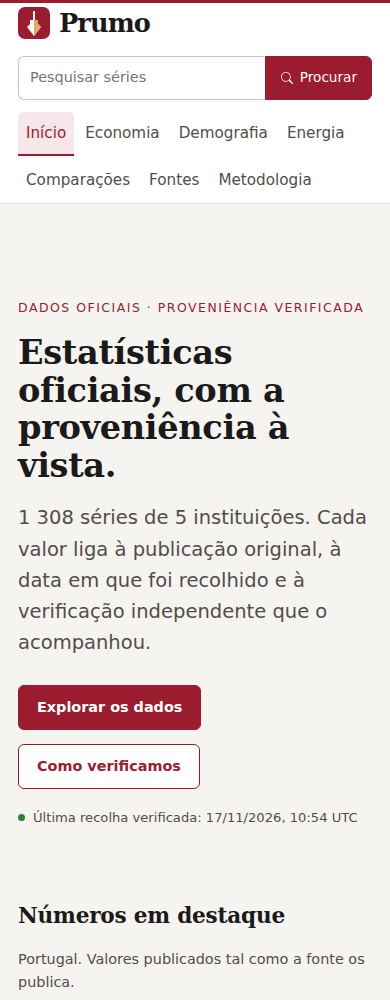 Prumo
Pesquisar séries
Procurar
Início Economia Demografia Energia
Comparações Fontes Metodologia
DADOS OFICIAIS · PROVENIÊNCIA VERIFICADA
Estatísticas
oficiais, com a
proveniência à
vista.
1 308 séries de 5 instituições. Cada
valor liga à publicação original, à
data em que foi recolhido e à
verificação independente que o
acompanhou.
Explorar os dados
Como verificamos
Última recolha verificada: 17/11/2026, 10:54 UTC
Números em destaque
Portugal. Valores publicados tal como a fonte os
publica.